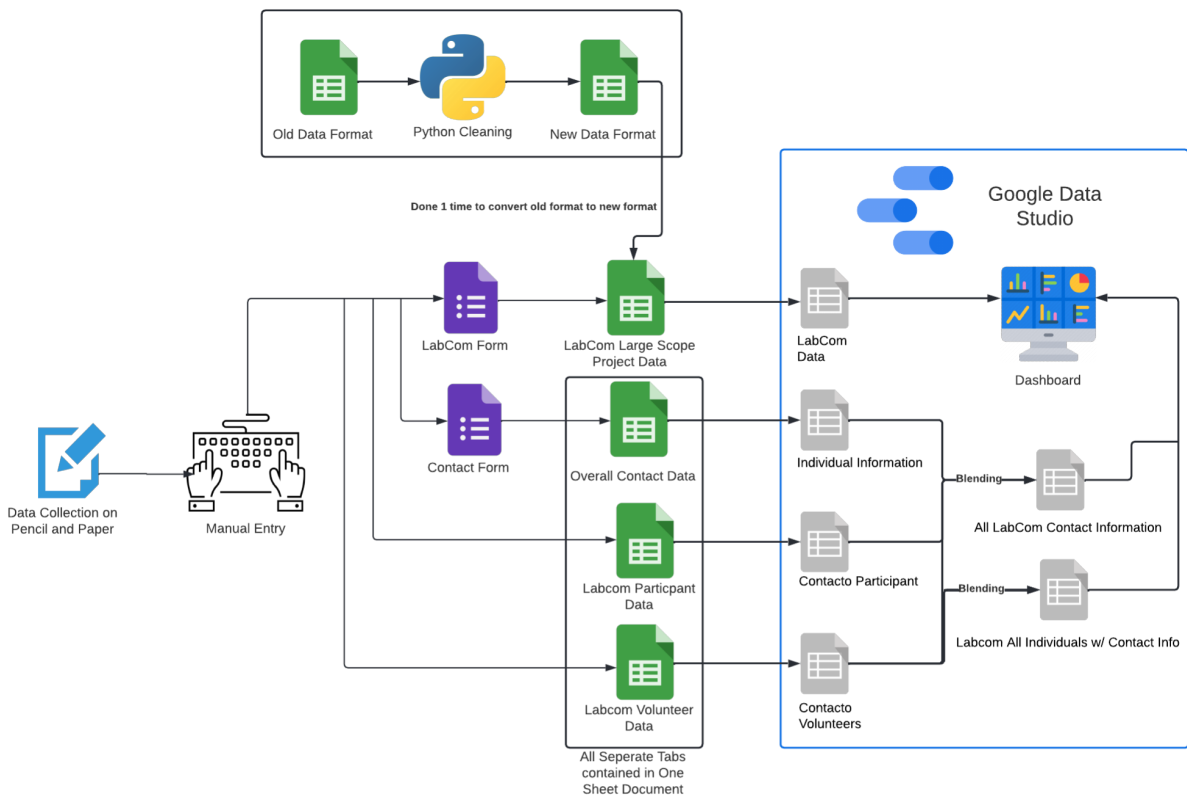 Old Data Format
Python Cleaning
New Data Format
Done 1 time to convert old format to new format
Google Data
Studio
LabCom Form
LabCom Large Scope
Project Data
LabCom
Data
Dashboard
Contact Form
Overall Contact Data
Individual Information
Blending
All LabCom Contact Information
Data Collection on
Pencil and Paper
Manual Entry
Labcom Particpant
Data
Contacto Participant
Blending
Labcom All Individuals w/ Contact Info
Labcom Volunteer
Data
Contacto
Volunteers
All Seperate Tabs
contained in One
Sheet Document